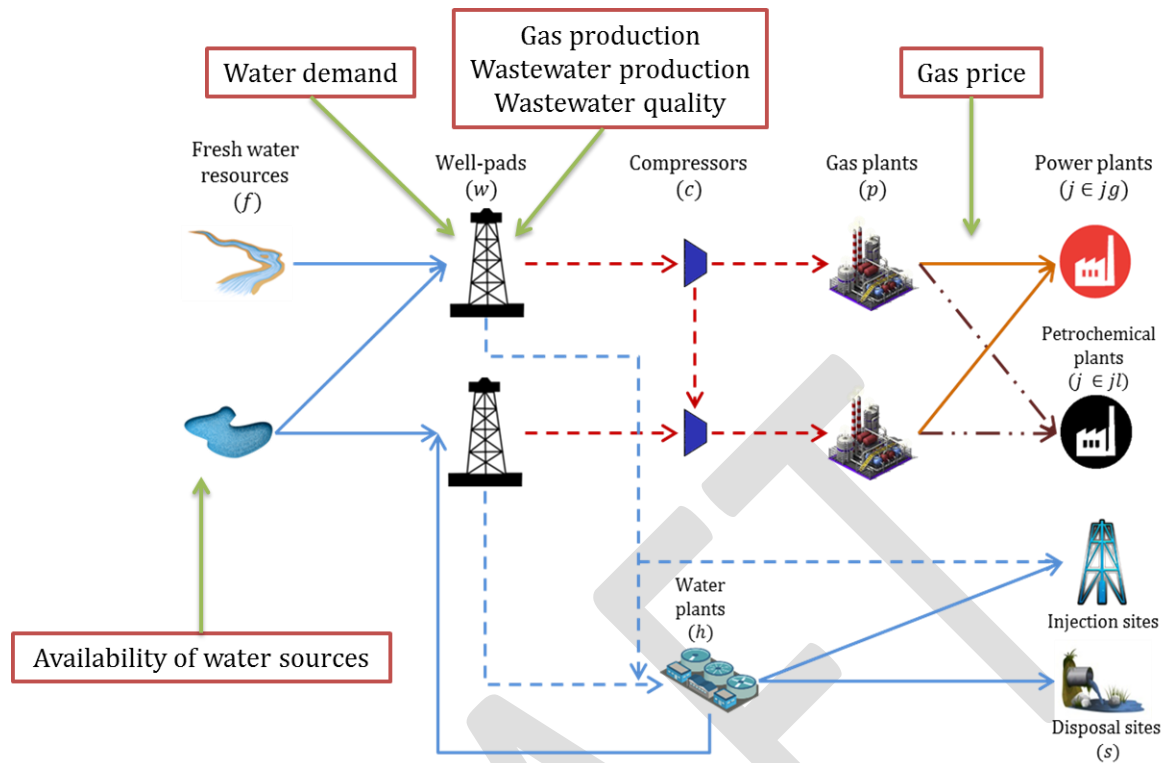 Water demand
Gas production
Wastewater production
Wastewater quality
Gas price
Fresh water
resources
(f)
Well-pads
(w)
Compressors
(c)
Gas plants
(p)
Power plants
(j ∈ jg)
Petrochemical
plants
(j ∈ jl)
Availability of water sources
Water
plants
(h)
Injection sites
Disposal sites
(s)